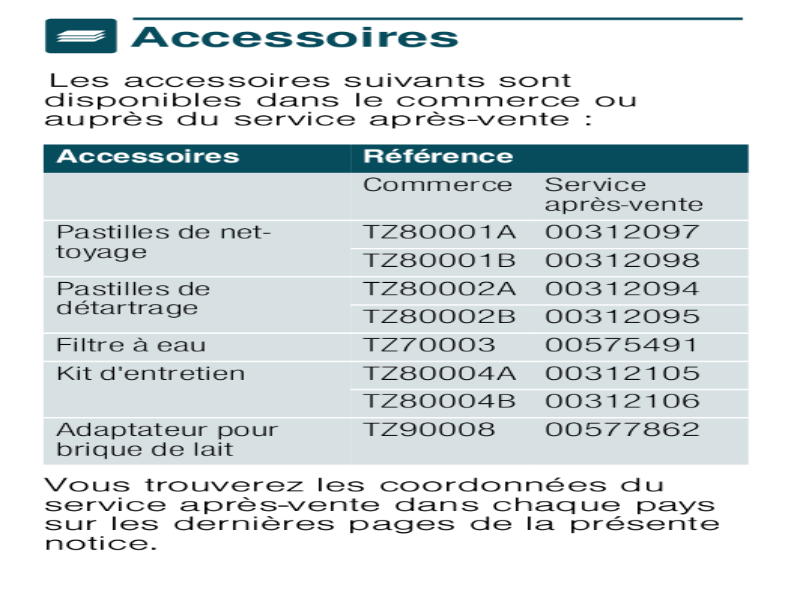 Accessoires
Les accessoires suivants sont
disponibles dans le commerce ou
auprès du service après-vente :
Accessoires Référence
Commerce Service
après-vente
Pastilles de net- TZ80001A 00312097
toyage
TZ80001B 00312098
Pastilles de TZ80002A 00312094
détartrage
TZ80002B 00312095
Filtre à eau TZ70003 00575491
Kit d'entretien TZ80004A 00312105
TZ80004B 00312106
Adaptateur pour TZ90008 00577862
brique de lait
Vous trouverez les coordonnées du
service après-vente dans chaque pays
sur les dernières pages de la présente
notice.